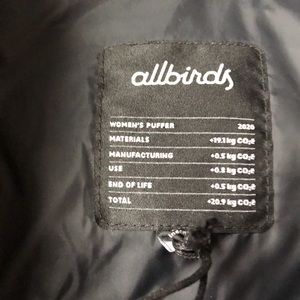 allbirds
WOMEN'S PUFFER 2020
MATERIALS +19.1 kg CO₂e
MANUFACTURING +0.5 kg CO₂e
USE +0.8 kg CO₂e
END OF LIFE +0.5 kg CO₂e
TOTAL +20.9 kg CO₂e